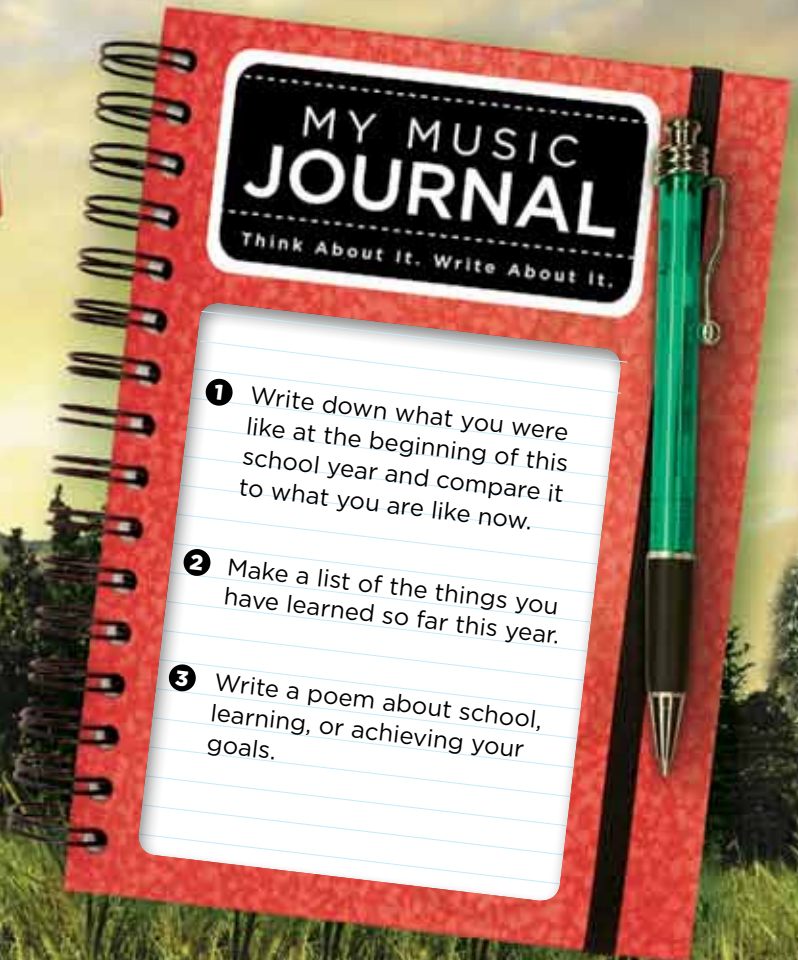 MY MUSIC
JOURNAL
Think About It. Write About It.
1 Write down what you were
like at the beginning of this
school year and compare it
to what you are like now.
2 Make a list of the things you
have learned so far this year.
3 Write a poem about school,
learning, or achieving your
goals.